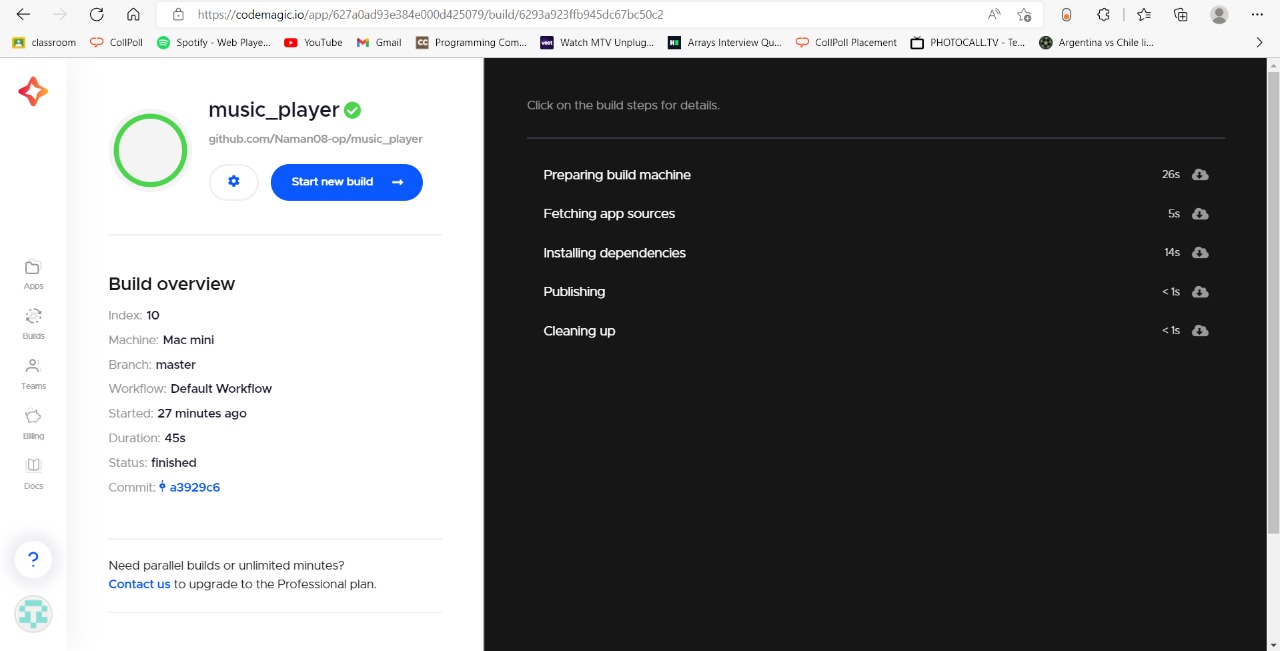 https://codemagic.io/app/627a0ad93e384e000d425079/build/6293a923ffb945dc67bc50c2
classroom CollPoll Spotify - Web Playe... YouTube Gmail CC Programming Com... voot Watch MTV Unplug... Arrays Interview Qu... CollPoll Placement PHOTOCALL.TV - Te... Argentina vs Chile li...
music_player
github.com/Naman08-op/music_player
Start new build →
Build overview
Index: 10
Machine: Mac mini
Branch: master
Workflow: Default Workflow
Started: 27 minutes ago
Duration: 45s
Status: finished
Commit: a3929c6
Need parallel builds or unlimited minutes?
Contact us to upgrade to the Professional plan.
Apps
Builds
Teams
Billing
Docs
?
Click on the build steps for details.
Preparing build machine 26s
Fetching app sources 5s
Installing dependencies 14s
Publishing < 1s
Cleaning up < 1s